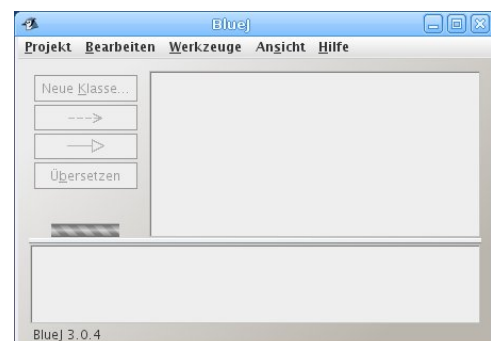 BlueJ
Projekt Bearbeiten Werkzeuge Ansicht Hilfe
Neue Klasse...
Übersetzen
BlueJ 3.0.4